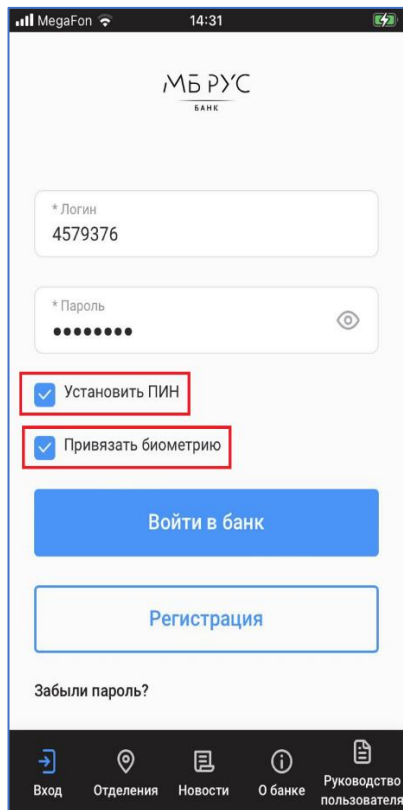 MegaFon 14:31
МБ РУС
БАНК
* Логин
4579376
* Пароль
••••••••
Установить ПИН
Привязать биометрию
Войти в банк
Регистрация
Забыли пароль?
Вход Отделения Новости О банке Руководство
пользователя